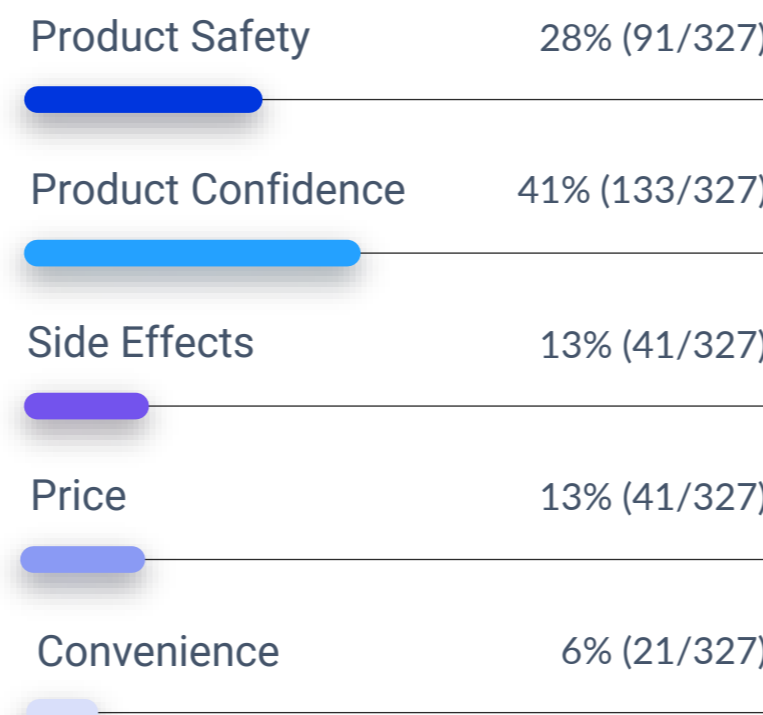 Product Safety 28% (91/327)
Product Confidence 41% (133/327)
Side Effects 13% (41/327)
Price 13% (41/327)
Convenience 6% (21/327)